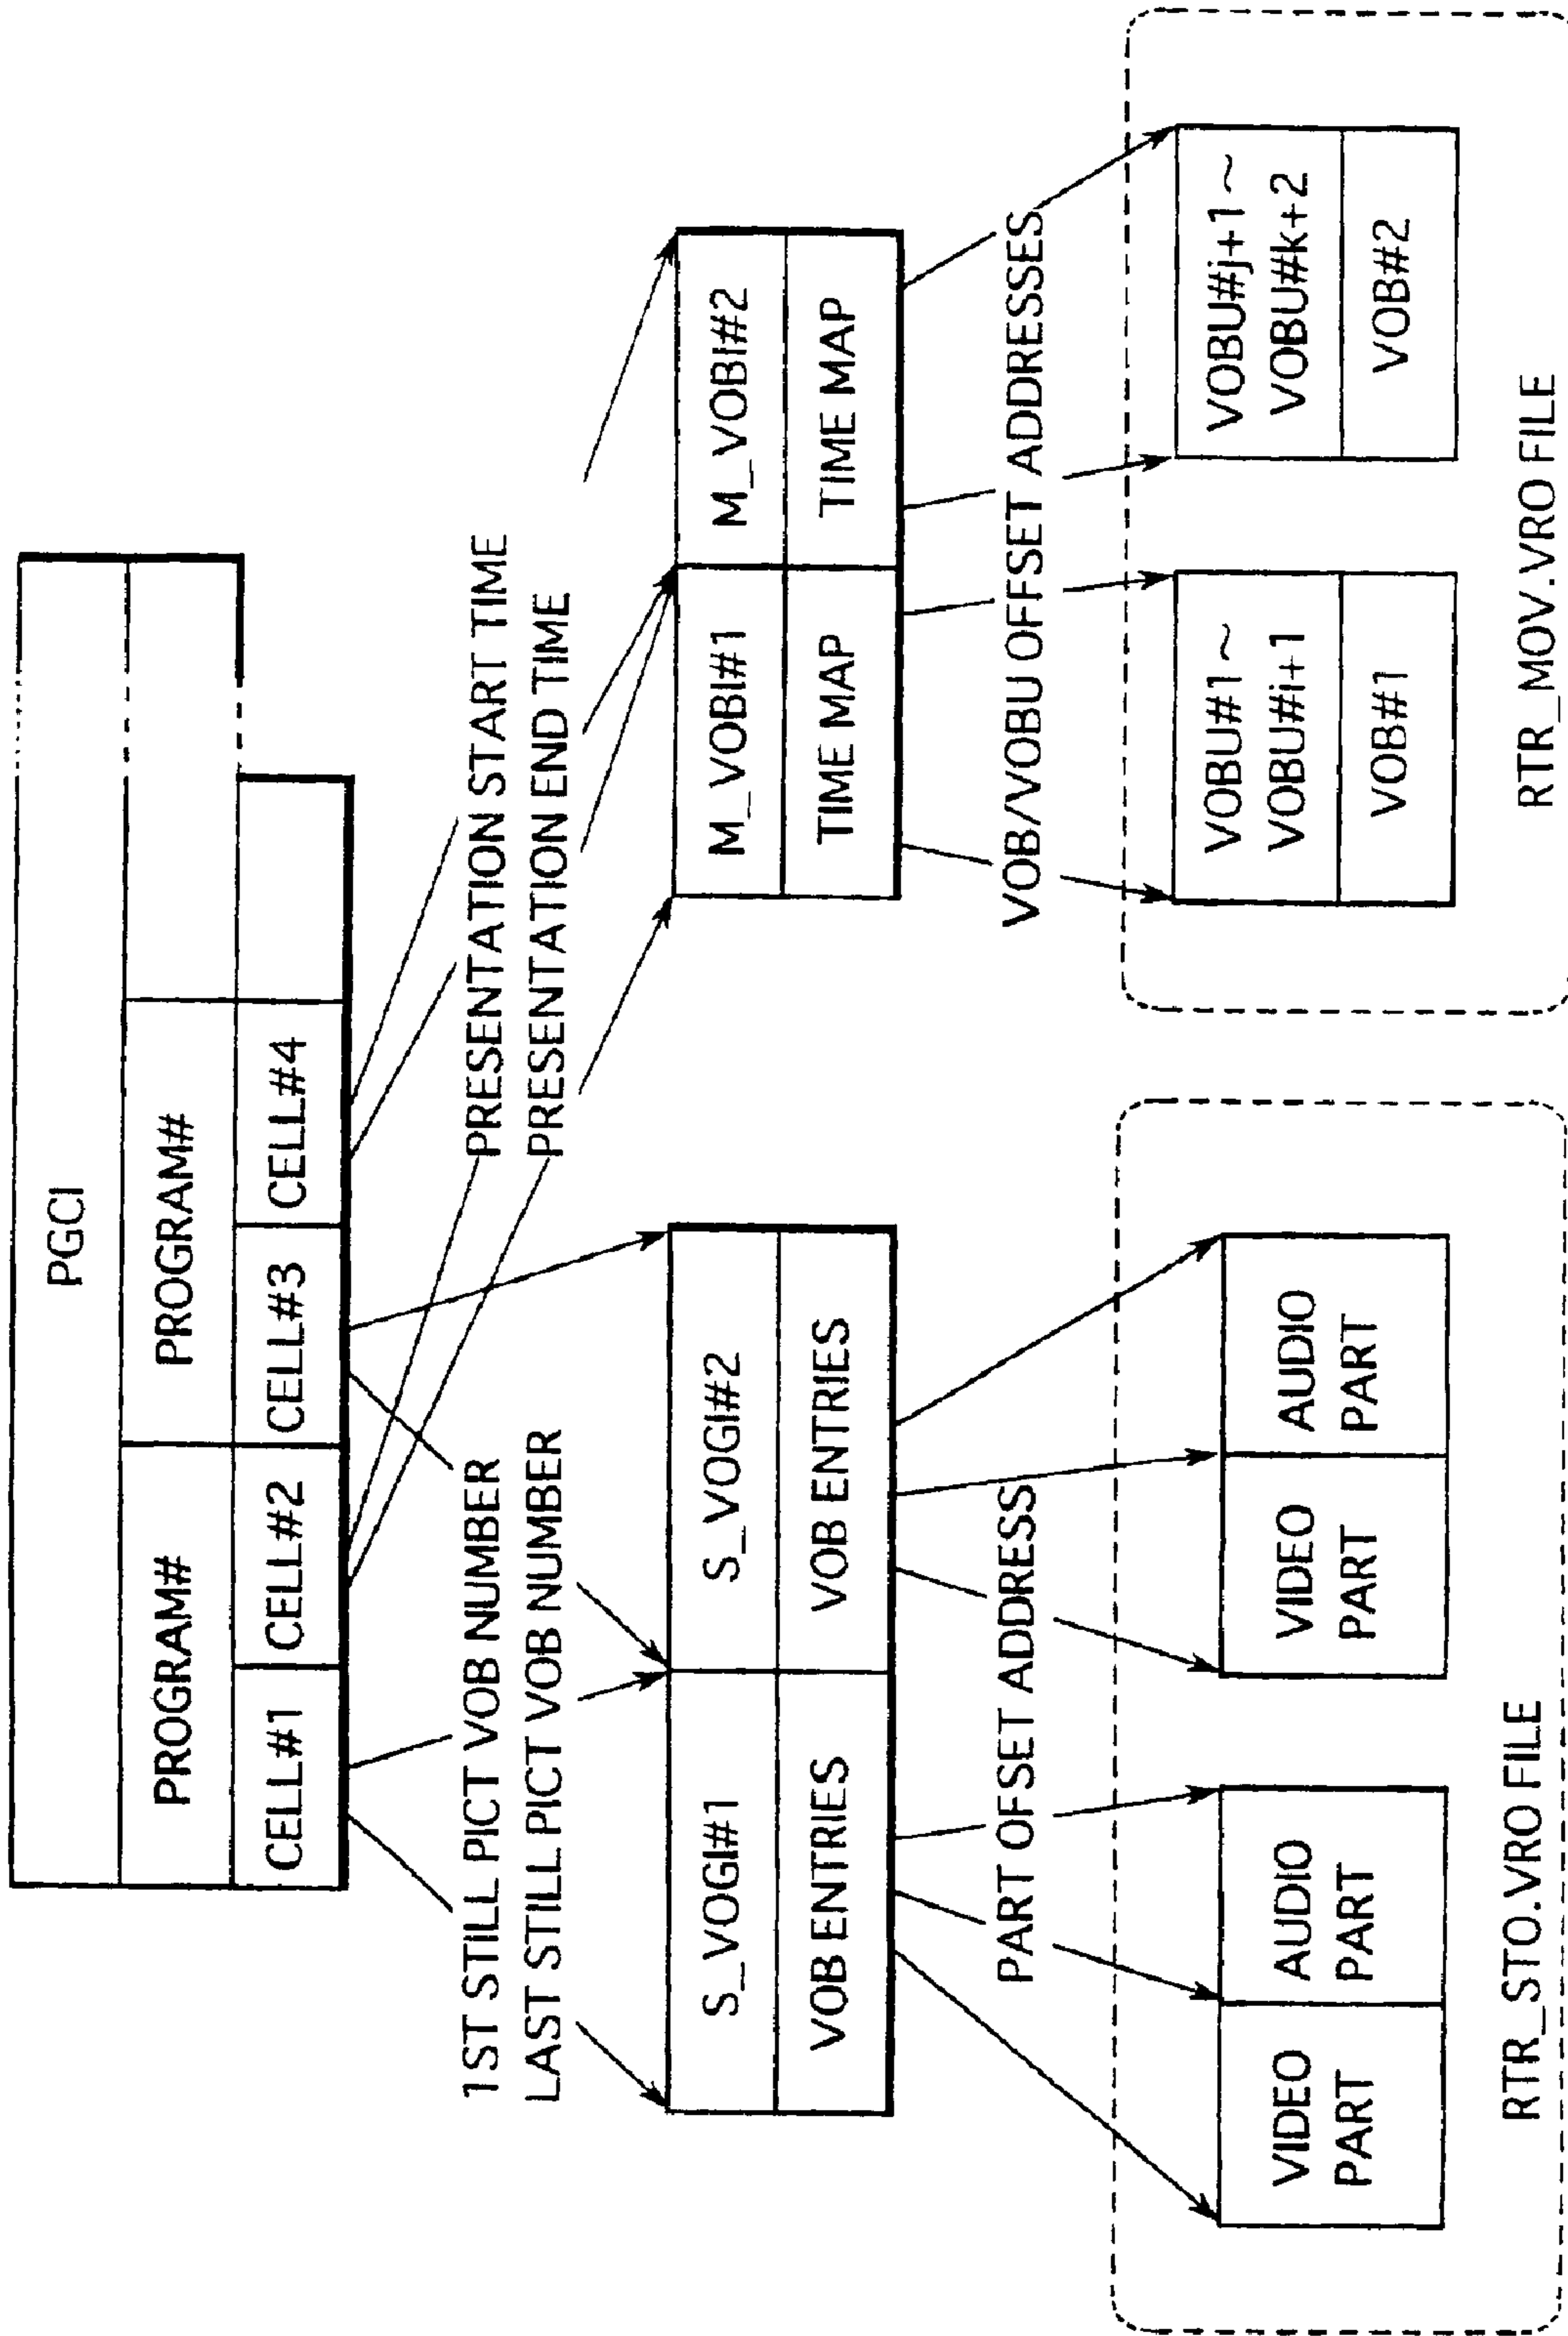 PGCI
PROGRAM#
PROGRAM#
CELL#1
CELL#2
CELL#3
CELL#4
1ST STILL PICT VOB NUMBER
LAST STILL PICT VOB NUMBER
PRESENTATION START TIME
PRESENTATION END TIME
S_VOGI#1
S_VOGI#2
VOB ENTRIES
VOB ENTRIES
M_VOBI#1
M_VOBI#2
TIME MAP
TIME MAP
PART OFFSET ADDRESS
VOB/VOBU OFFSET ADDRESSES
VIDEO
PART
AUDIO
PART
VIDEO
PART
AUDIO
PART
VOBU#1 ~
VOBU#i+1
VOB#1
VOBU#j+1 ~
VOBU#k+2
VOB#2
RTR_STO.VRO FILE
RTR_MOV.VRO FILE